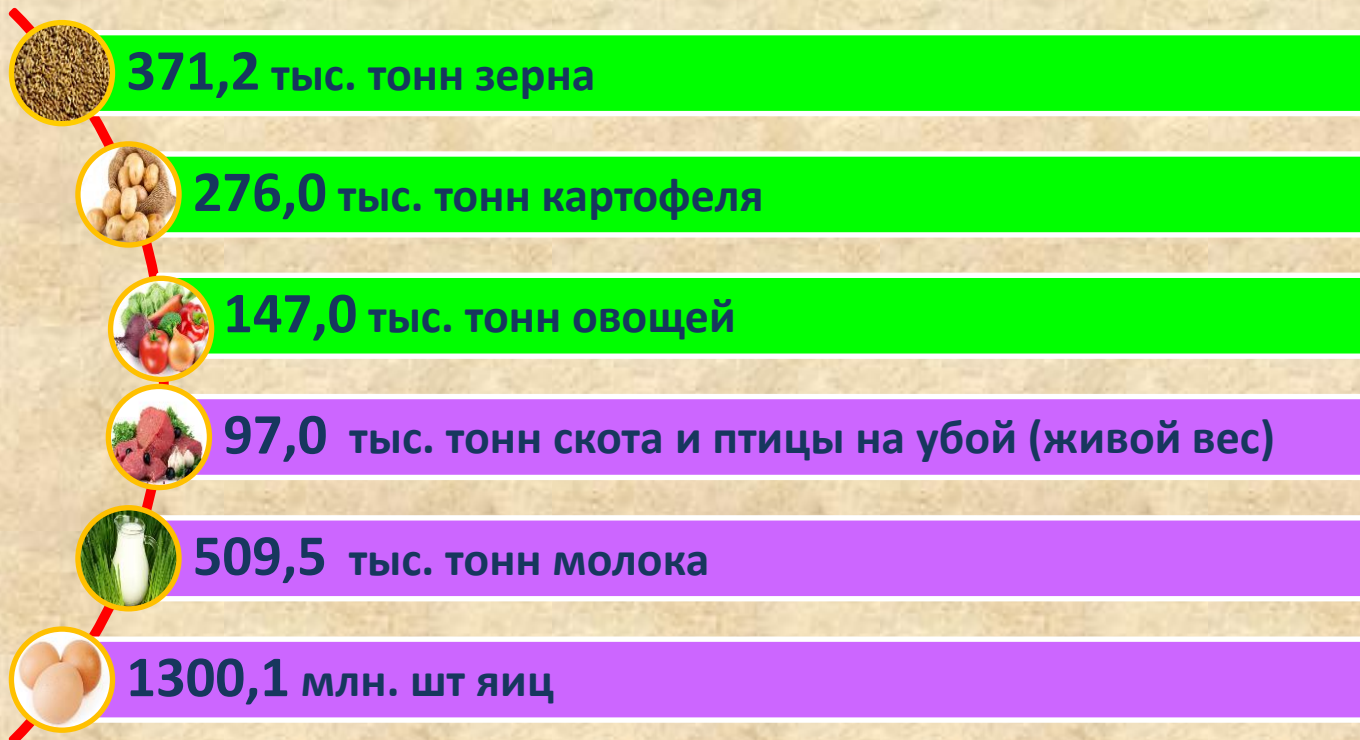 371,2 тыс. тонн зерна
276,0 тыс. тонн картофеля
147,0 тыс. тонн овощей
97,0 тыс. тонн скота и птицы на убой (живой вес)
509,5 тыс. тонн молока
1300,1 млн. шт яиц